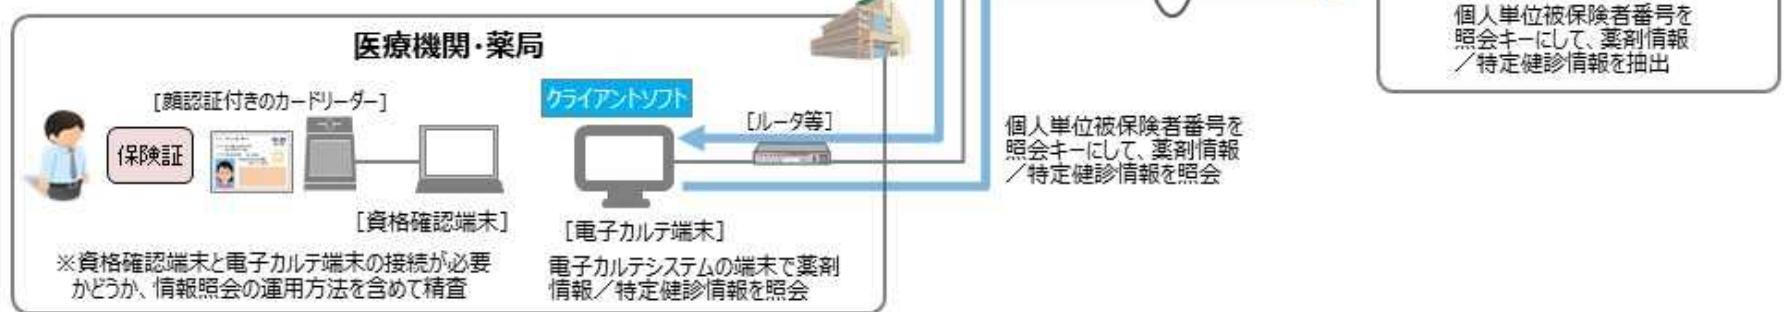 個人単位被保険者番号を
照会キーにして、薬剤情報
／特定健診情報を抽出
医療機関・薬局
[顔認証付きのカードリーダー]
クライアントソフト
[ルータ等]
保険証
個人単位被保険者番号を
照会キーにして、薬剤情報
／特定健診情報を照会
[資格確認端末]
[電子カルテ端末]
※資格確認端末と電子カルテ端末の接続が必要
かどうか、情報照会の運用方法を含めて精査
電子カルテシステムの端末で薬剤
情報／特定健診情報を照会